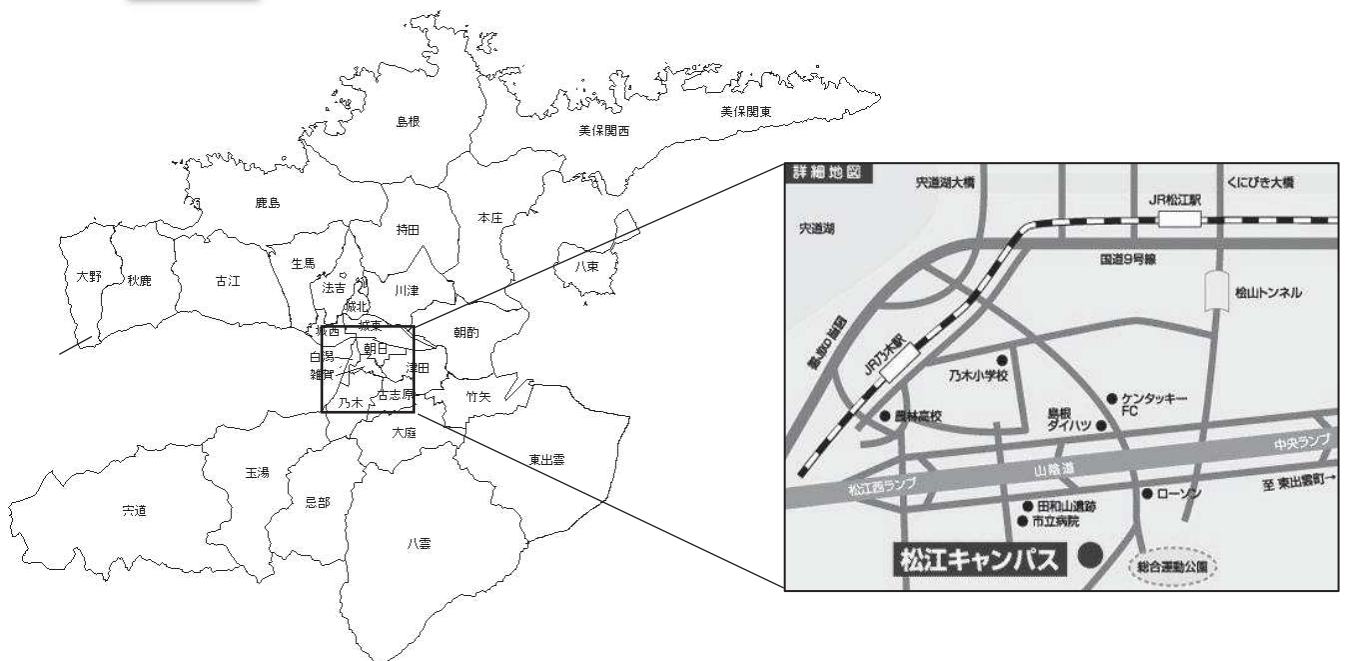 島根
美保関東
美保関西
鹿島
本庄
持田
大野
秋鹿
古江
生馬
法吉
川津
八束
城北
城西
城東
朝酌
白潟
朝日
雑賀
津田
乃木
古志原
竹矢
大庭
東出雲
玉湯
忌部
宍道
八雲
詳細地図
宍道湖大橋
くにびき大橋
JR松江駅
宍道湖
国道9号線
桧山トンネル
国道9号線
JR乃木駅
乃木小学校
ケンタッキー
FC
農林高校
島根
ダイハツ
中央ランプ
山陰道
松江西ランプ
至 東出雲町→
ローソン
田和山遺跡
市立病院
松江キャンパス
総合運動公園